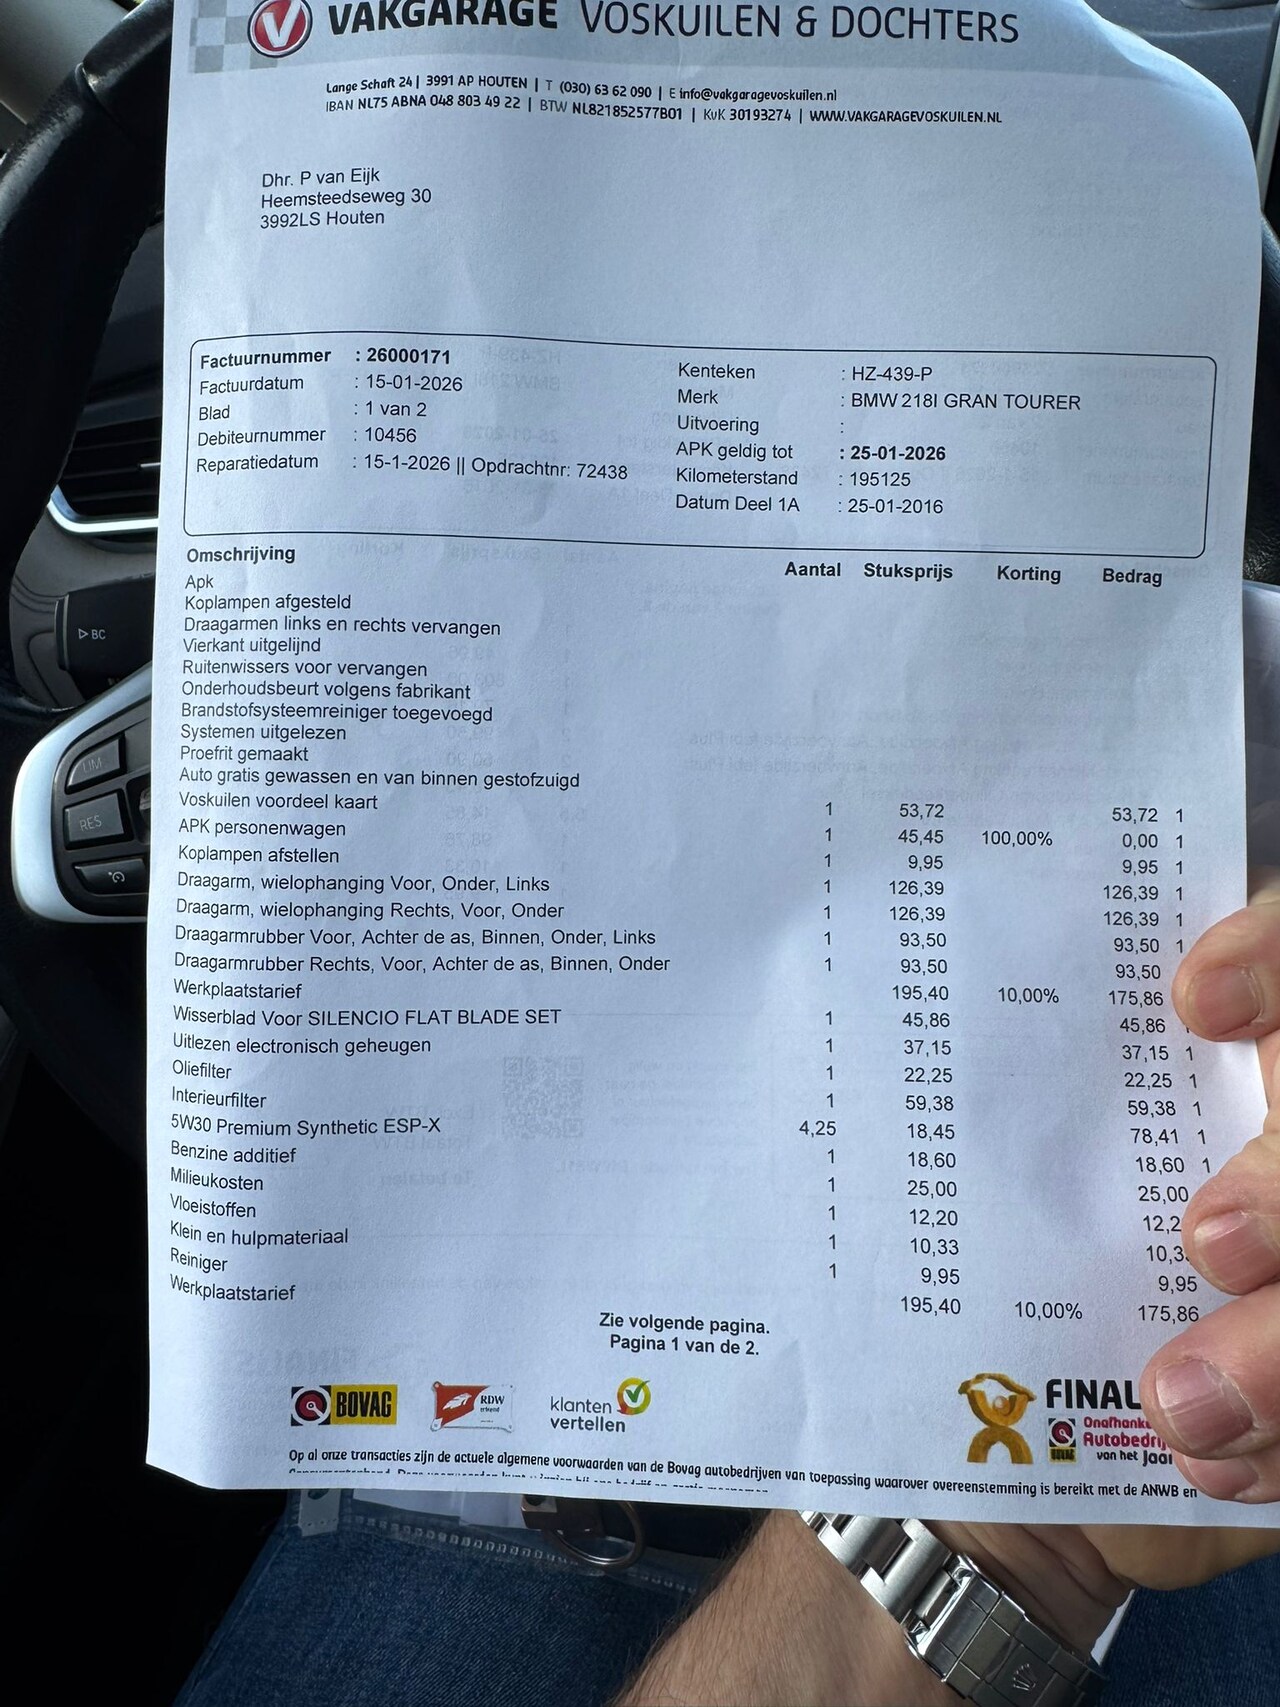 VAKGARAGE VOSKUILEN & DOCHTERS
Lange Schaft 24 | 3991 AP HOUTEN | T (030) 63 62 090 | E info@vakgaragevoskuilen.nl
IBAN NL75 ABNA 048 803 49 22 | BTW NL821852577B01 | KvK 30193274 | WWW.VAKGARAGEVOSKUILEN.NL
Dhr. P van Eijk
Heemsteedseweg 30
3992LS Houten
Factuurnummer : 26000171
Factuurdatum : 15-01-2026
Blad : 1 van 2
Debiteurnummer : 10456
Reparatiedatum : 15-1-2026 || Opdrachtnr: 72438
Kenteken : HZ-439-P
Merk : BMW 218I GRAN TOURER
Uitvoering :
APK geldig tot : 25-01-2026
Kilometerstand : 195125
Datum Deel 1A : 25-01-2016
Omschrijving Aantal Stuksprijs Korting Bedrag
Apk
Koplampen afgesteld
Draagarmen links en rechts vervangen
Vierkant uitgelijnd
Ruitenwissers voor vervangen
Onderhoudsbeurt volgens fabrikant
Brandstofsysteemreiniger toegevoegd
Systemen uitgelezen
Proefrit gemaakt
Auto gratis gewassen en van binnen gestofzuigd
Voskuilen voordeel kaart 1 53,72 53,72 1
APK personenwagen 1 45,45 100,00% 0,00 1
Koplampen afstellen 1 9,95 9,95 1
Draagarm, wielophanging Voor, Onder, Links 1 126,39 126,39 1
Draagarm, wielophanging Rechts, Voor, Onder 1 126,39 126,39 1
Draagarmrubber Voor, Achter de as, Binnen, Onder, Links 1 93,50 93,50 1
Draagarmrubber Rechts, Voor, Achter de as, Binnen, Onder 1 93,50 93,50
Werkplaatstarief 195,40 10,00% 175,86
Wisserblad Voor SILENCIO FLAT BLADE SET 1 45,86 45,86 1
Uitlezen electronisch geheugen 1 37,15 37,15 1
Oliefilter 1 22,25 22,25 1
Interieurfilter 1 59,38 59,38 1
5W30 Premium Synthetic ESP-X 4,25 18,45 78,41 1
Benzine additief 1 18,60 18,60 1
Milieukosten 1 25,00 25,00
Vloeistoffen 1 12,20 12,2
Klein en hulpmateriaal 1 10,33 10,3
Reiniger 1 9,95 9,95
Werkplaatstarief 195,40 10,00% 175,86
Zie volgende pagina.
Pagina 1 van de 2.
BOVAG
RDW
klanten
vertellen
FINAL
Autobedrij
van het Jaar
BOVAG
Op al onze transacties zijn de actuele algemene voorwaarden van de Bovag autobedrijven van toepassing waarover overeenstemming is bereikt met de ANWB en
BC
LIM
RES